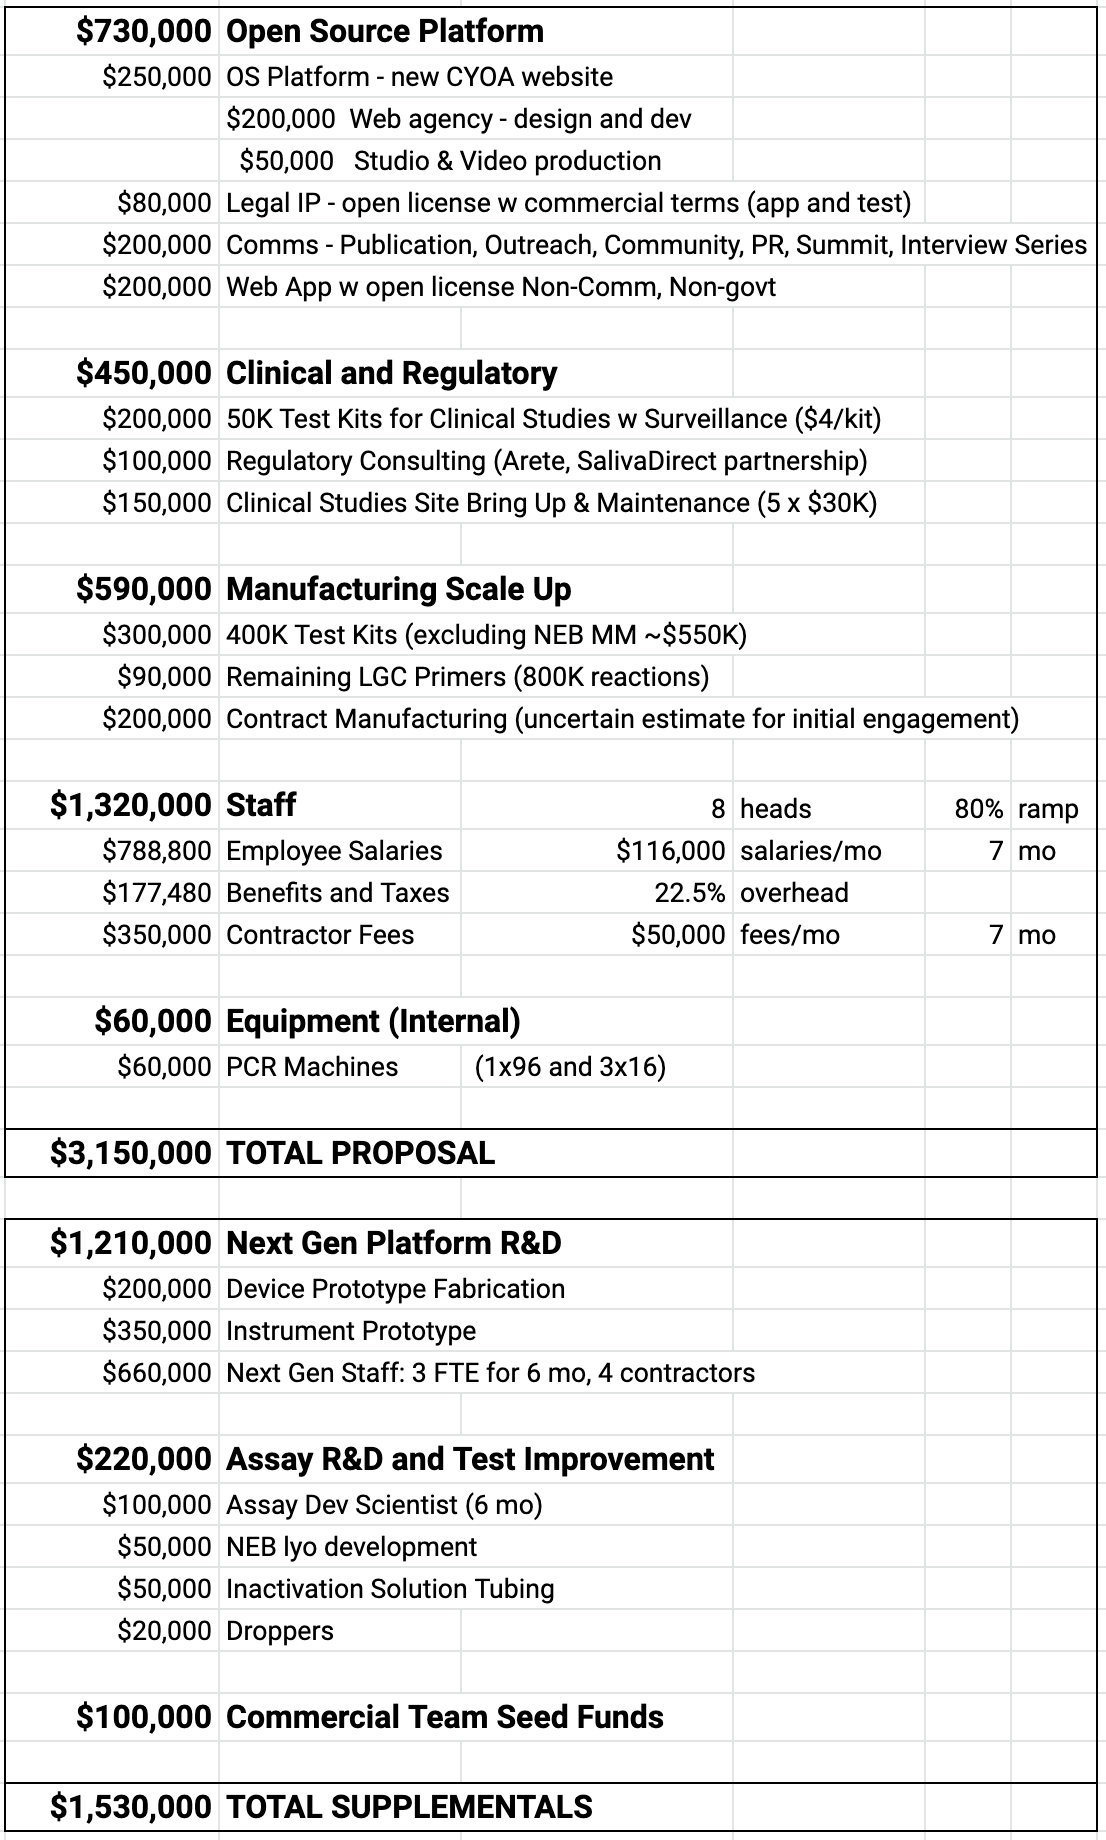 $730,000 Open Source Platform
$250,000 OS Platform - new CYOA website
$200,000 Web agency - design and dev
$50,000 Studio & Video production
$80,000 Legal IP - open license w commercial terms (app and test)
$200,000 Comms - Publication, Outreach, Community, PR, Summit, Interview Series
$200,000 Web App w open license Non-Comm, Non-govt
$450,000 Clinical and Regulatory
$200,000 50K Test Kits for Clinical Studies w Surveillance ($4/kit)
$100,000 Regulatory Consulting (Arete, SalivaDirect partnership)
$150,000 Clinical Studies Site Bring Up & Maintenance (5 x $30K)
$590,000 Manufacturing Scale Up
$300,000 400K Test Kits (excluding NEB MM ~$550K)
$90,000 Remaining LGC Primers (800K reactions)
$200,000 Contract Manufacturing (uncertain estimate for initial engagement)
$1,320,000 Staff 8 heads 80% ramp
$788,800 Employee Salaries $116,000 salaries/mo 7 mo
$177,480 Benefits and Taxes 22.5% overhead
$350,000 Contractor Fees $50,000 fees/mo 7 mo
$60,000 Equipment (Internal)
$60,000 PCR Machines (1x96 and 3x16)
$3,150,000 TOTAL PROPOSAL
$1,210,000 Next Gen Platform R&D
$200,000 Device Prototype Fabrication
$350,000 Instrument Prototype
$660,000 Next Gen Staff: 3 FTE for 6 mo, 4 contractors
$220,000 Assay R&D and Test Improvement
$100,000 Assay Dev Scientist (6 mo)
$50,000 NEB lyo development
$50,000 Inactivation Solution Tubing
$20,000 Droppers
$100,000 Commercial Team Seed Funds
$1,530,000 TOTAL SUPPLEMENTALS